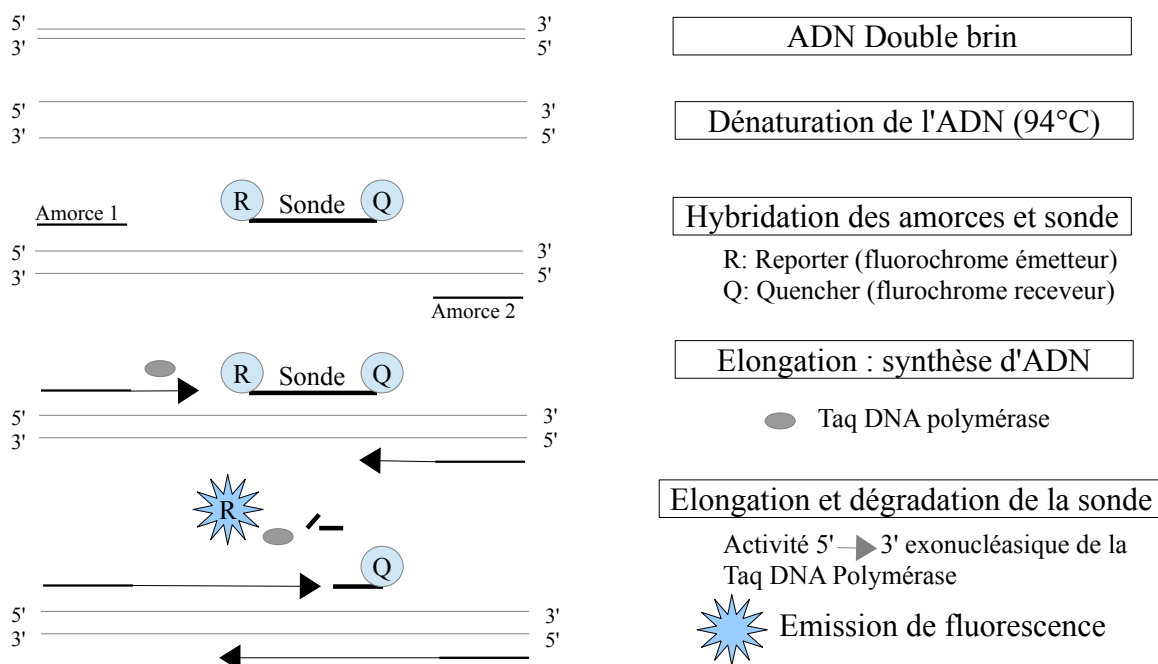 5' 3'
3' 5'
ADN Double brin
5' 3'
3' 5'
Dénaturation de l'ADN (94°C)
R Sonde Q
Amorce 1
5' 3'
3' 5'
Amorce 2
Hybridation des amorces et sonde
R: Reporter (fluorochrome émetteur)
Q: Quencher (flurochrome receveur)
R Sonde Q
5' 3'
3' 5'
Elongation : synthèse d'ADN
Taq DNA polymérase
R
Q
5' 3'
3' 5'
Elongation et dégradation de la sonde
Activité 5' 3' exonucléasique de la
Taq DNA Polymérase
Emission de fluorescence